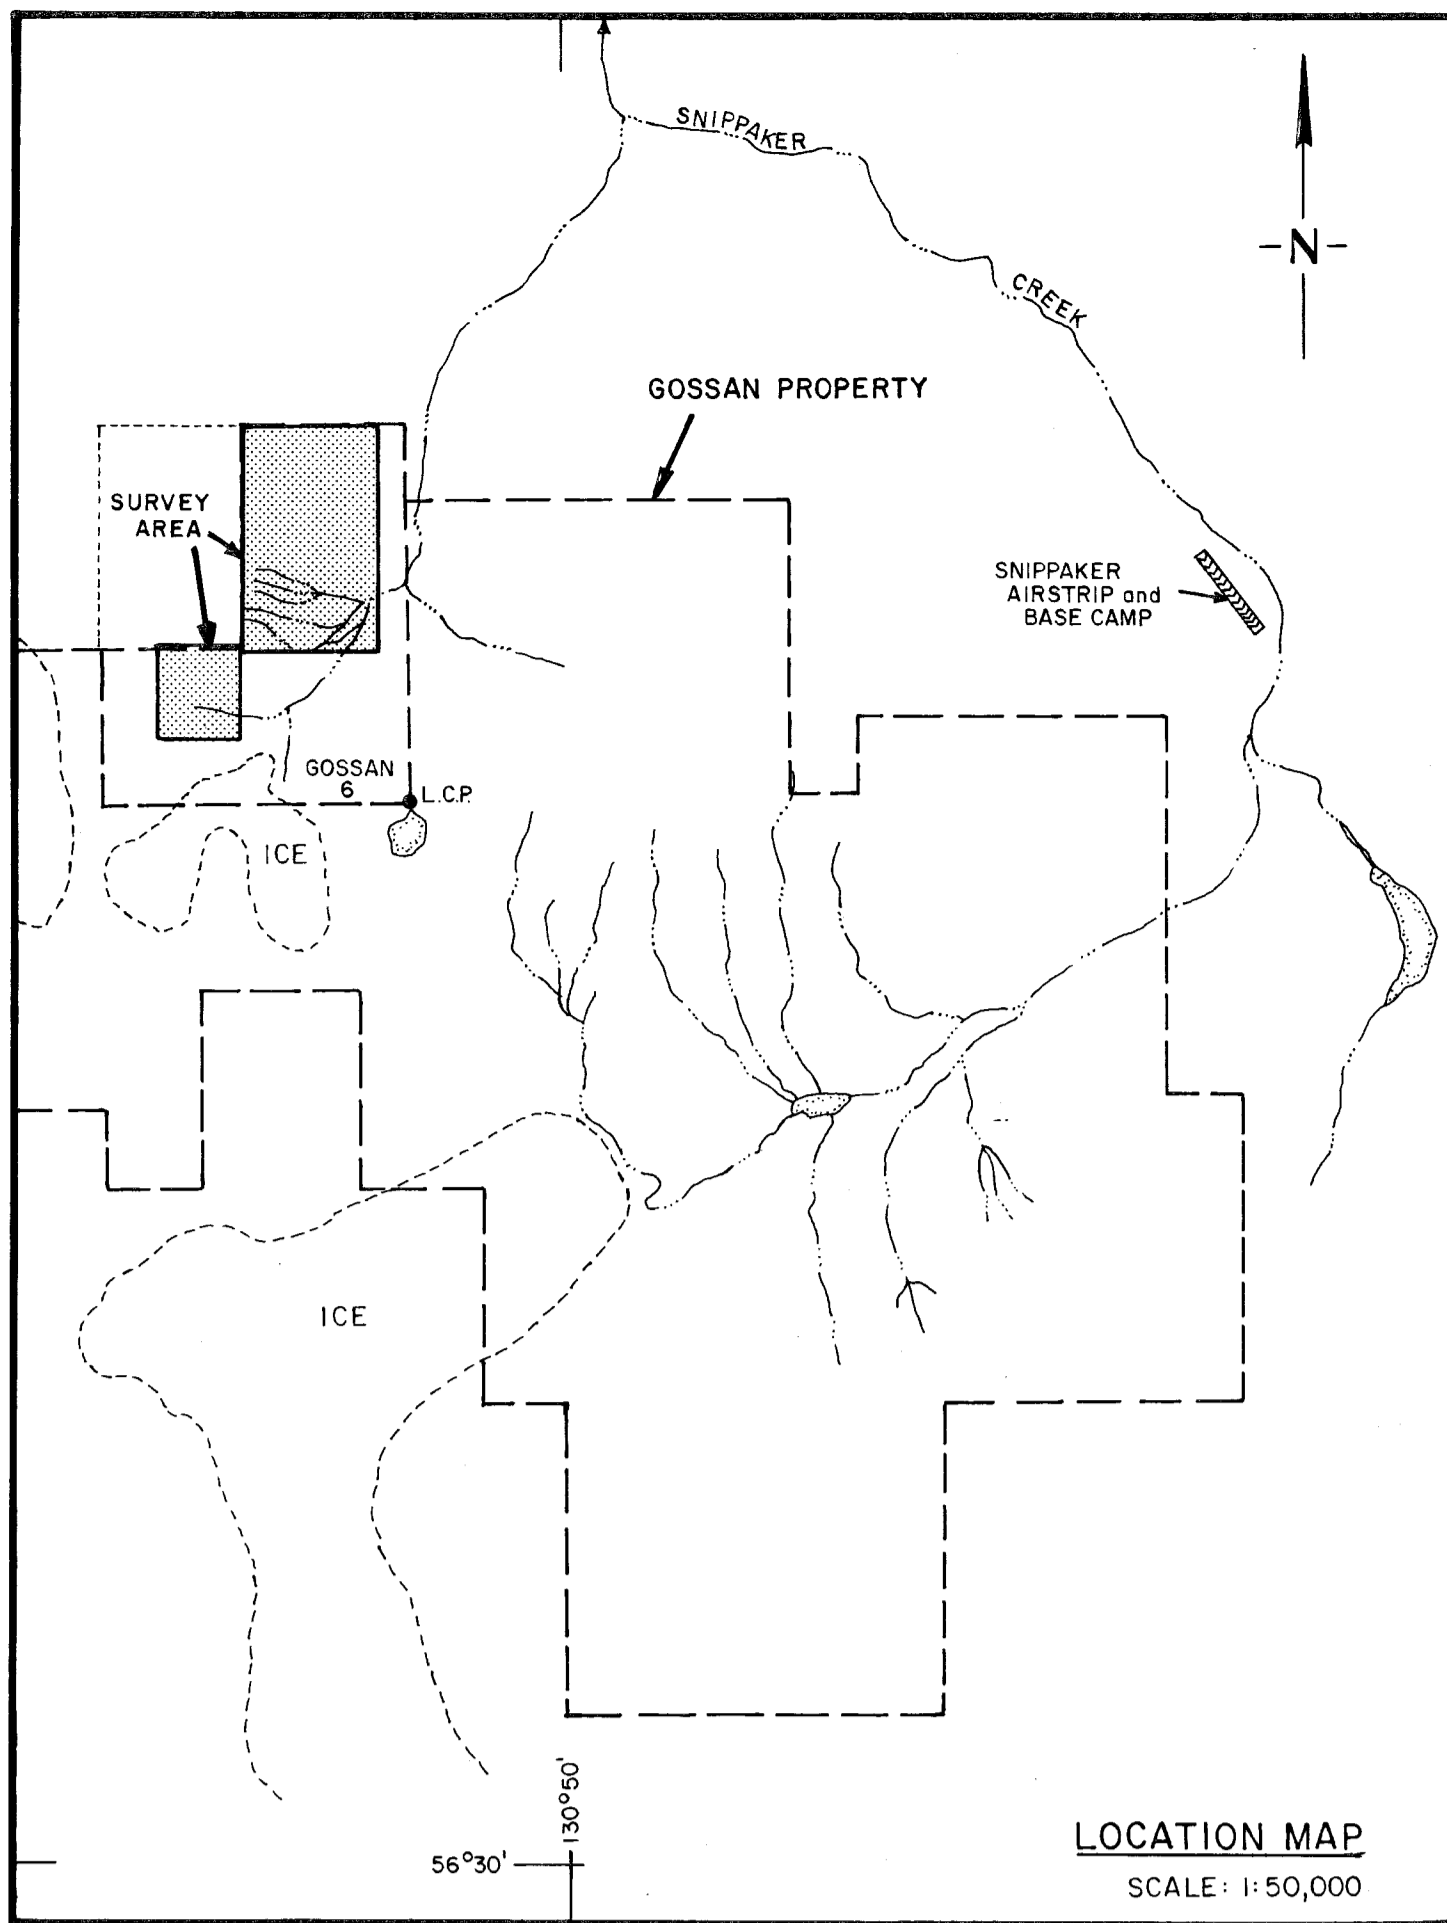 SNIPPAKER
CREEK
-N-
GOSSAN PROPERTY
SURVEY
AREA
SNIPPAKER
AIRSTRIP and
BASE CAMP
GOSSAN
6
L.C.P.
ICE
ICE
130°50'
56°30'
LOCATION MAP
SCALE: 1:50,000